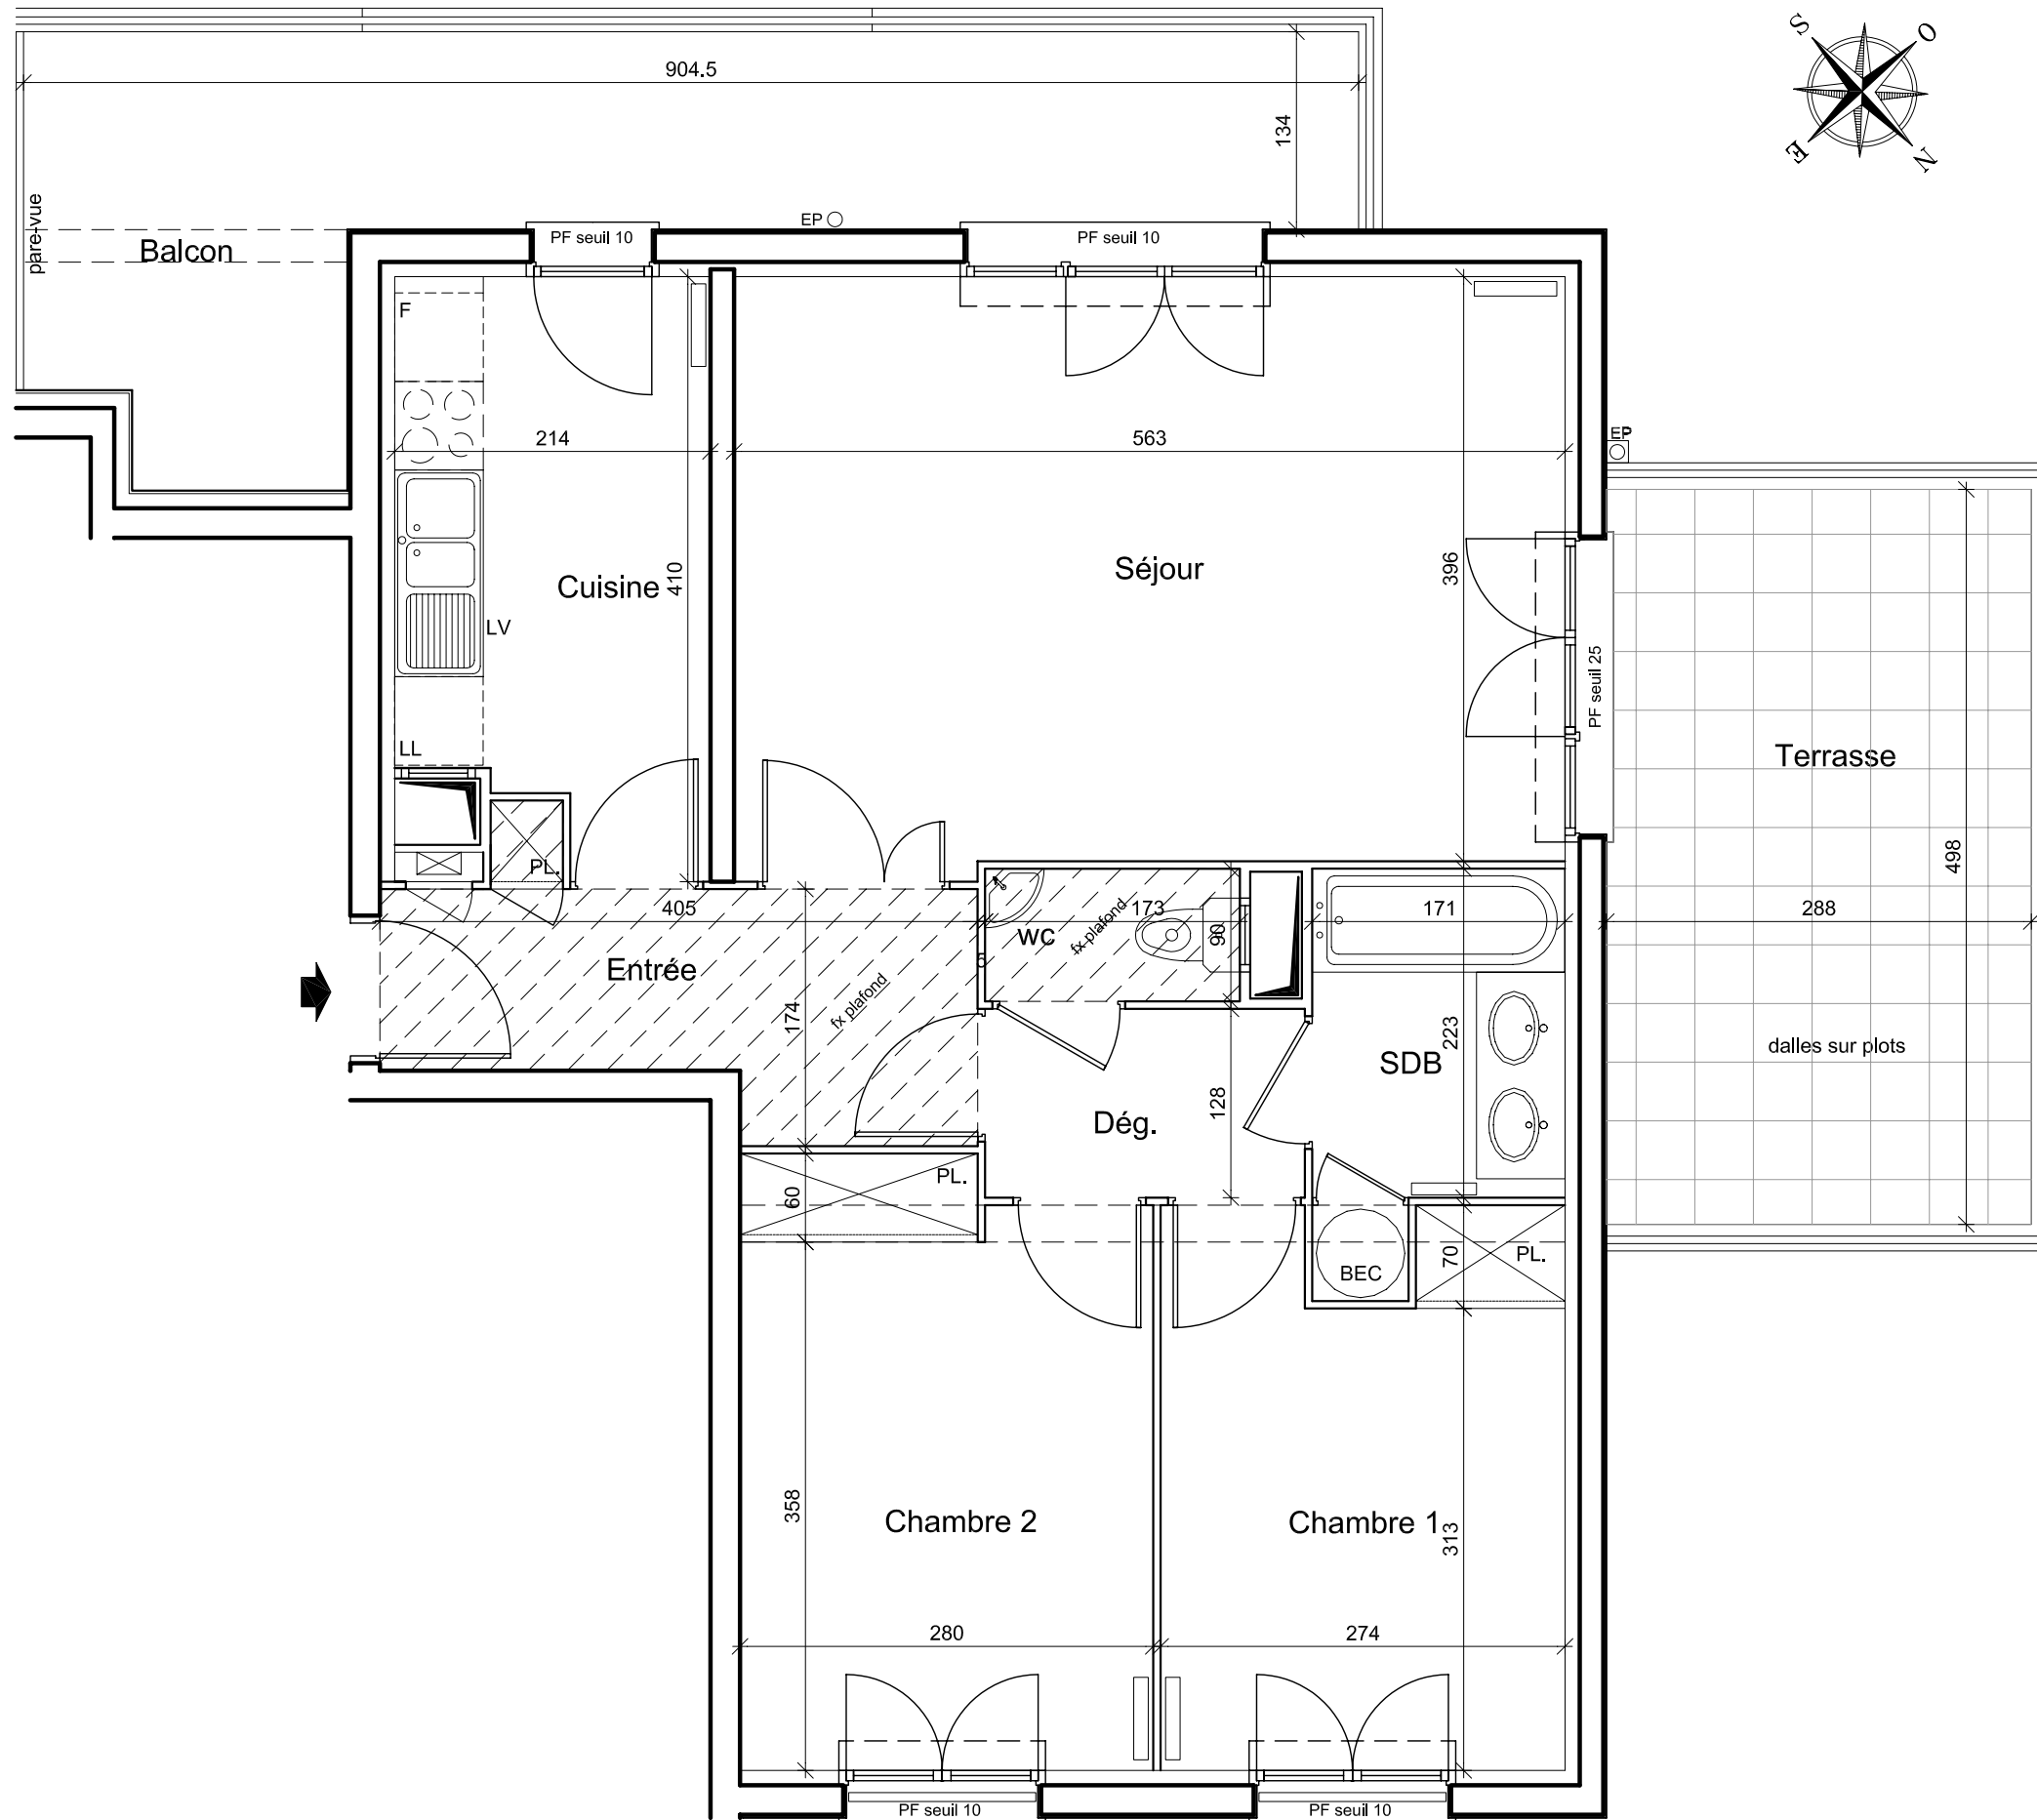 904.5
134
S
O
E
N
pare-vue
Balcon
PF seuil 10
EP
PF seuil 10
F
214
563
EP
Cuisine
410
Séjour
396
LV
PF seuil 25
LL
Terrasse
498
PL.
405
WC
fx plafond
173
90
171
288
Entrée
174
fx plafond
6
223
SDB
dalles sur plots
128
Dég.
60
PL.
70
BEC
PL.
358
Chambre 2
Chambre 1
313
280
274
PF seuil 10
PF seuil 10